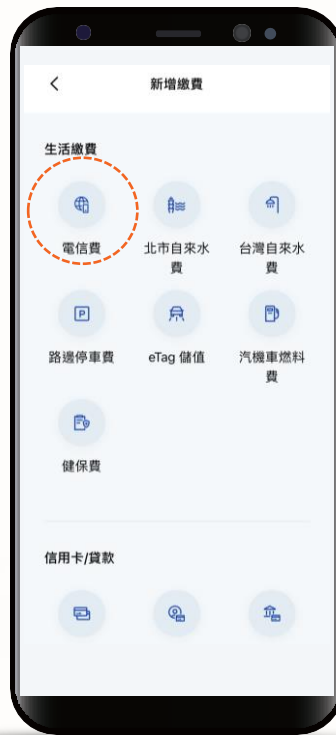 新增繳費
生活繳費
電信費
北市自來水
費
台灣自來水
費
路邊停車費
eTag 儲值
汽機車燃料
費
健保費
信用卡/貸款